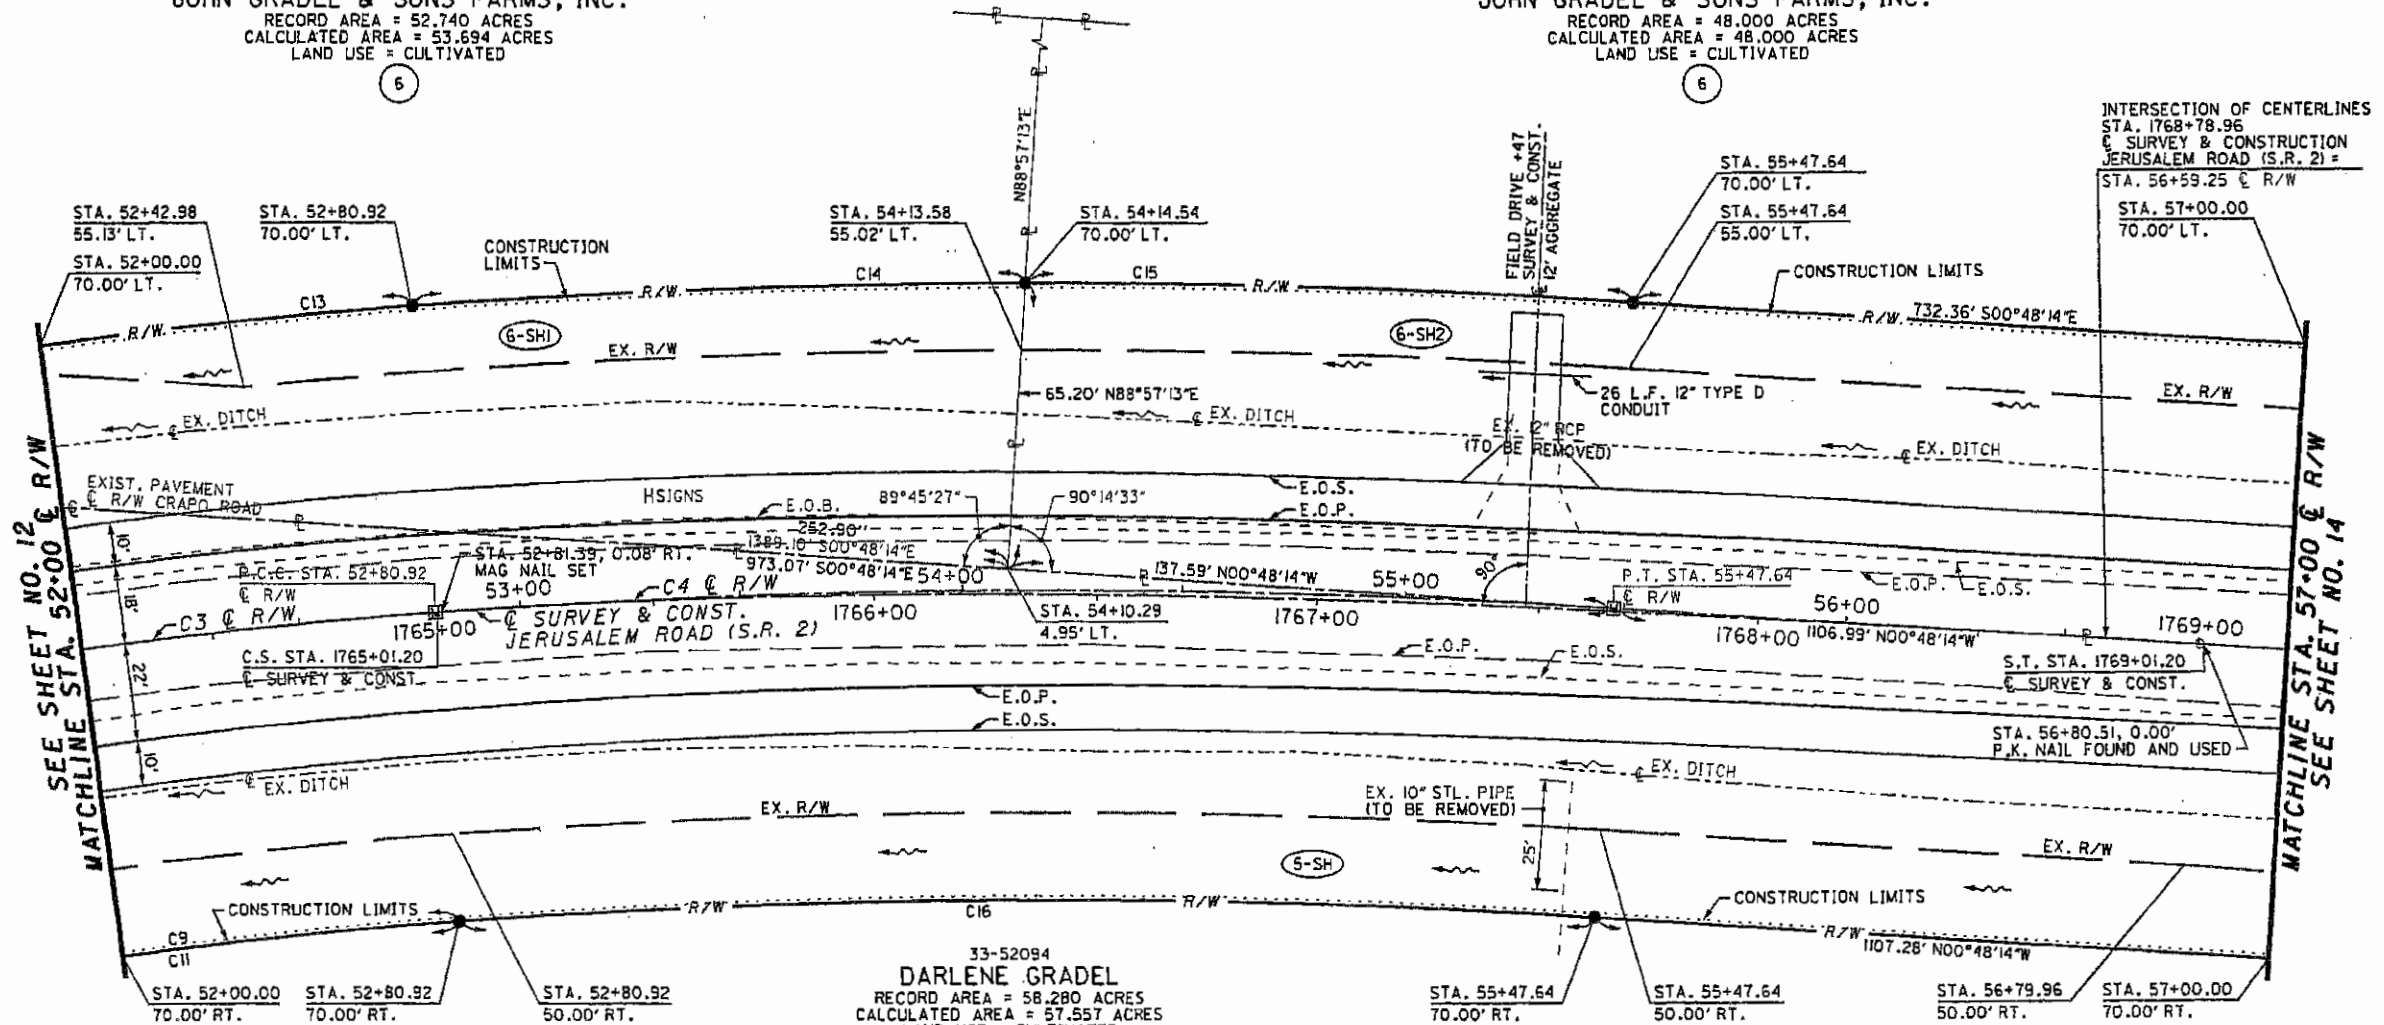 JOHN GRADEL & SONS FARMS, INC.
RECORD AREA = 52.740 ACRES
CALCULATED AREA = 53.694 ACRES
LAND USE = CULTIVATED
6
JOHN GRADEL & SONS FARMS, INC.
RECORD AREA = 48.000 ACRES
CALCULATED AREA = 48.000 ACRES
LAND USE = CULTIVATED
6
INTERSECTION OF CENTERLINES
STA. 1768+78.96
℄ SURVEY & CONSTRUCTION
JERUSALEM ROAD (S.R. 2) =
STA. 56+59.25 ℄ R/W
N88°57'13"E
FIELD DRIVE +47
SURVEY & CONST.
12' AGGREGATE
STA. 52+42.98
55.13' LT.
STA. 52+00.00
70.00' LT.
STA. 52+80.92
70.00' LT.
CONSTRUCTION
LIMITS
STA. 54+13.58
55.02' LT.
STA. 54+14.54
70.00' LT.
STA. 55+47.64
70.00' LT.
STA. 55+47.64
55.00' LT.
STA. 57+00.00
70.00' LT.
CONSTRUCTION LIMITS
C13
C14
C15
R/W
R/W
R/W
R/W
732.36' S00°48'14"E
6-SH1
6-SH2
EX. R/W
EX. R/W
65.20' N88°57'13"E
26 L.F. 12" TYPE D
CONDUIT
℄ EX. DITCH
℄ EX. DITCH
℄ EX. DITCH
EX. 12" RCP
(TO BE REMOVED)
EXIST. PAVEMENT
℄ R/W CRAPO ROAD
HSIGNS
89°45'27"
90°14'33"
E.O.S.
E.O.B.
E.O.P.
252.90'
1389.10' S00°48'14"E
973.07' S00°48'14"E
STA. 52+81.39, 0.08' RT.
MAG NAIL SET
P.C.C. STA. 52+80.92
℄ R/W
53+00
C4 ℄ R/W
54+00
137.59' N00°48'14"W
55+00
90°
P.T. STA. 55+47.64
℄ R/W
56+00
E.O.P.
E.O.S.
10'
18'
22'
10'
C3 ℄ R/W
1765+00
℄ SURVEY & CONST.
JERUSALEM ROAD (S.R. 2)
1766+00
STA. 54+10.29
4.95' LT.
1767+00
1768+00
1106.99' N00°48'14"W
1769+00
C.S. STA. 1765+01.20
℄ SURVEY & CONST.
S.T. STA. 1769+01.20
℄ SURVEY & CONST.
E.O.P.
E.O.S.
E.O.P.
E.O.S.
STA. 56+80.51, 0.00'
P.K. NAIL FOUND AND USED
℄ EX. DITCH
℄ EX. DITCH
EX. 10" STL. PIPE
(TO BE REMOVED)
25'
EX. R/W
EX. R/W
5-SH
CONSTRUCTION LIMITS
CONSTRUCTION LIMITS
C9
C11
R/W
C16
R/W
R/W
1107.28' N00°48'14"W
SEE SHEET NO. 12
MATCHLINE STA. 52+00 ℄ R/W
MATCHLINE STA. 57+00 ℄ R/W
SEE SHEET NO. 14
33-52094
DARLENE GRADEL
RECORD AREA = 58.280 ACRES
CALCULATED AREA = 57.557 ACRES
STA. 52+00.00
70.00' RT.
STA. 52+80.92
70.00' RT.
STA. 52+80.92
50.00' RT.
STA. 55+47.64
70.00' RT.
STA. 55+47.64
50.00' RT.
STA. 56+79.96
50.00' RT.
STA. 57+00.00
70.00' RT.